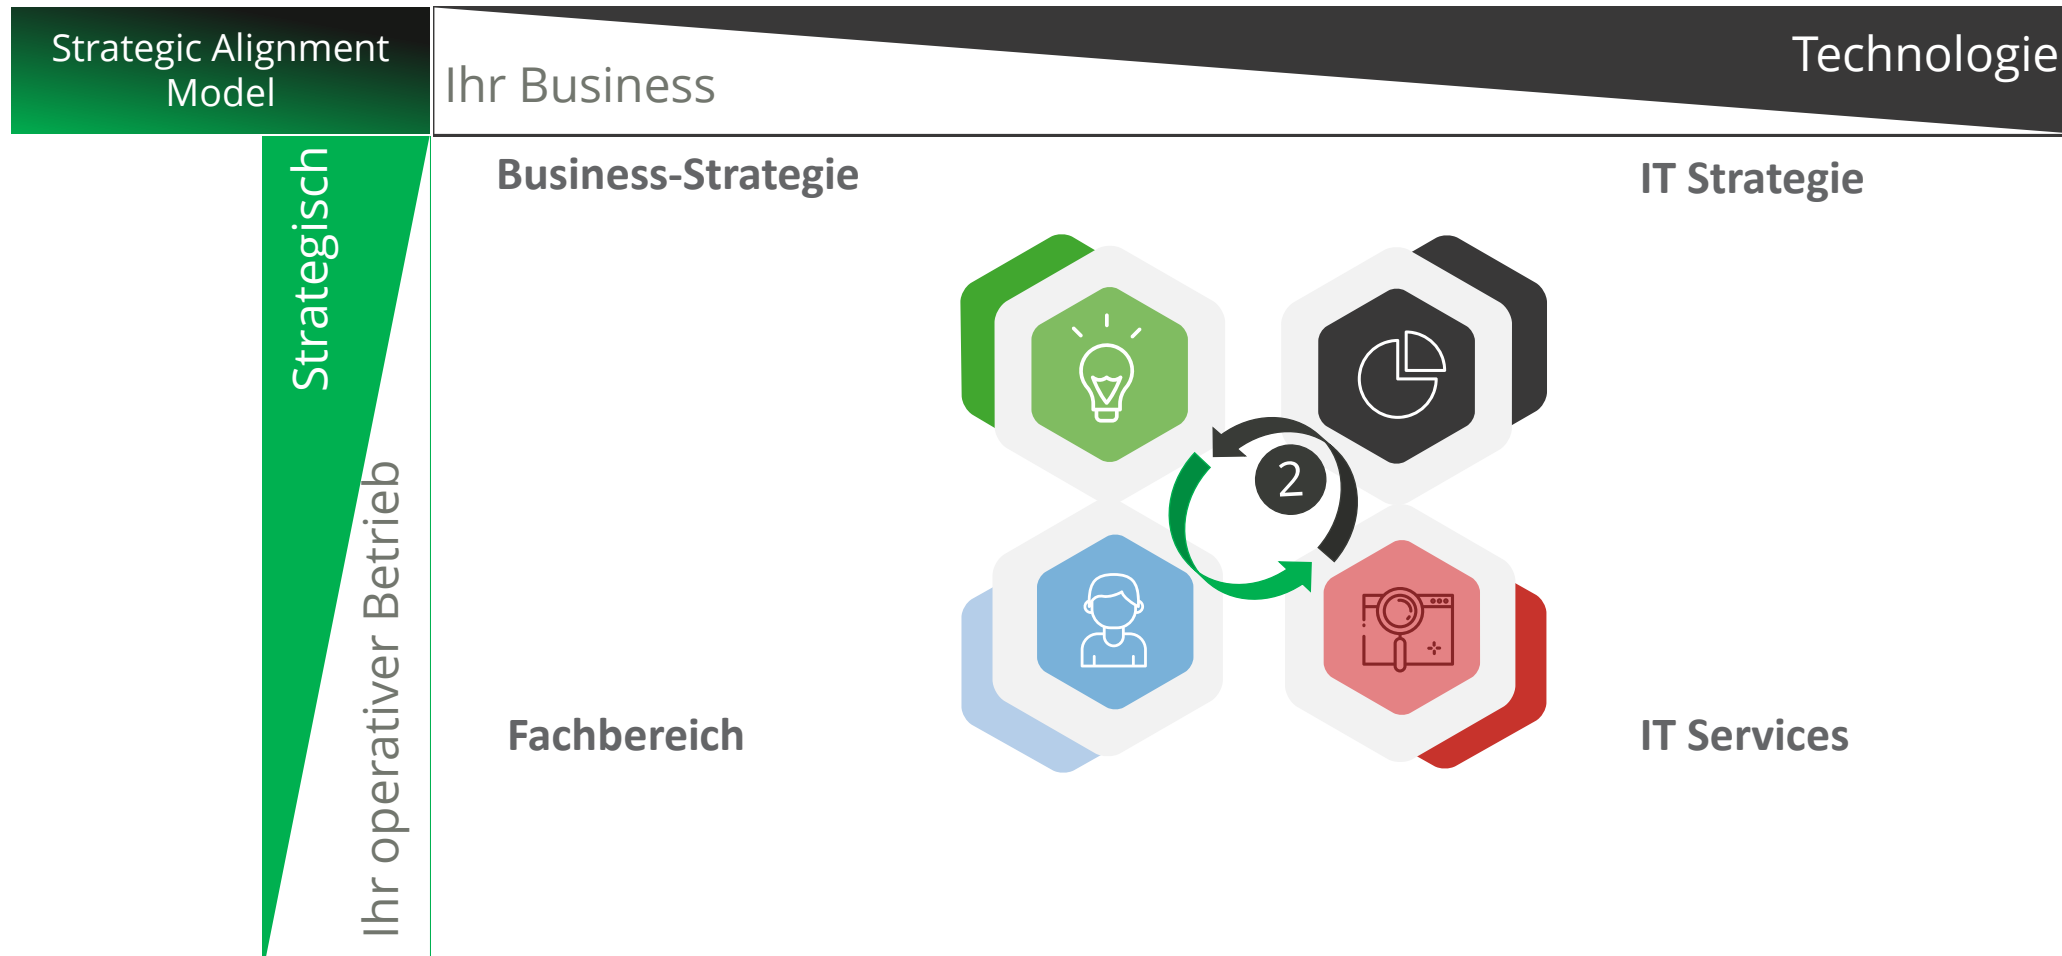 Strategic Alignment
Model
Ihr Business
Technologie
Strategisch
Ihr operativer Betrieb
Business-Strategie
IT Strategie
2
Fachbereich
IT Services